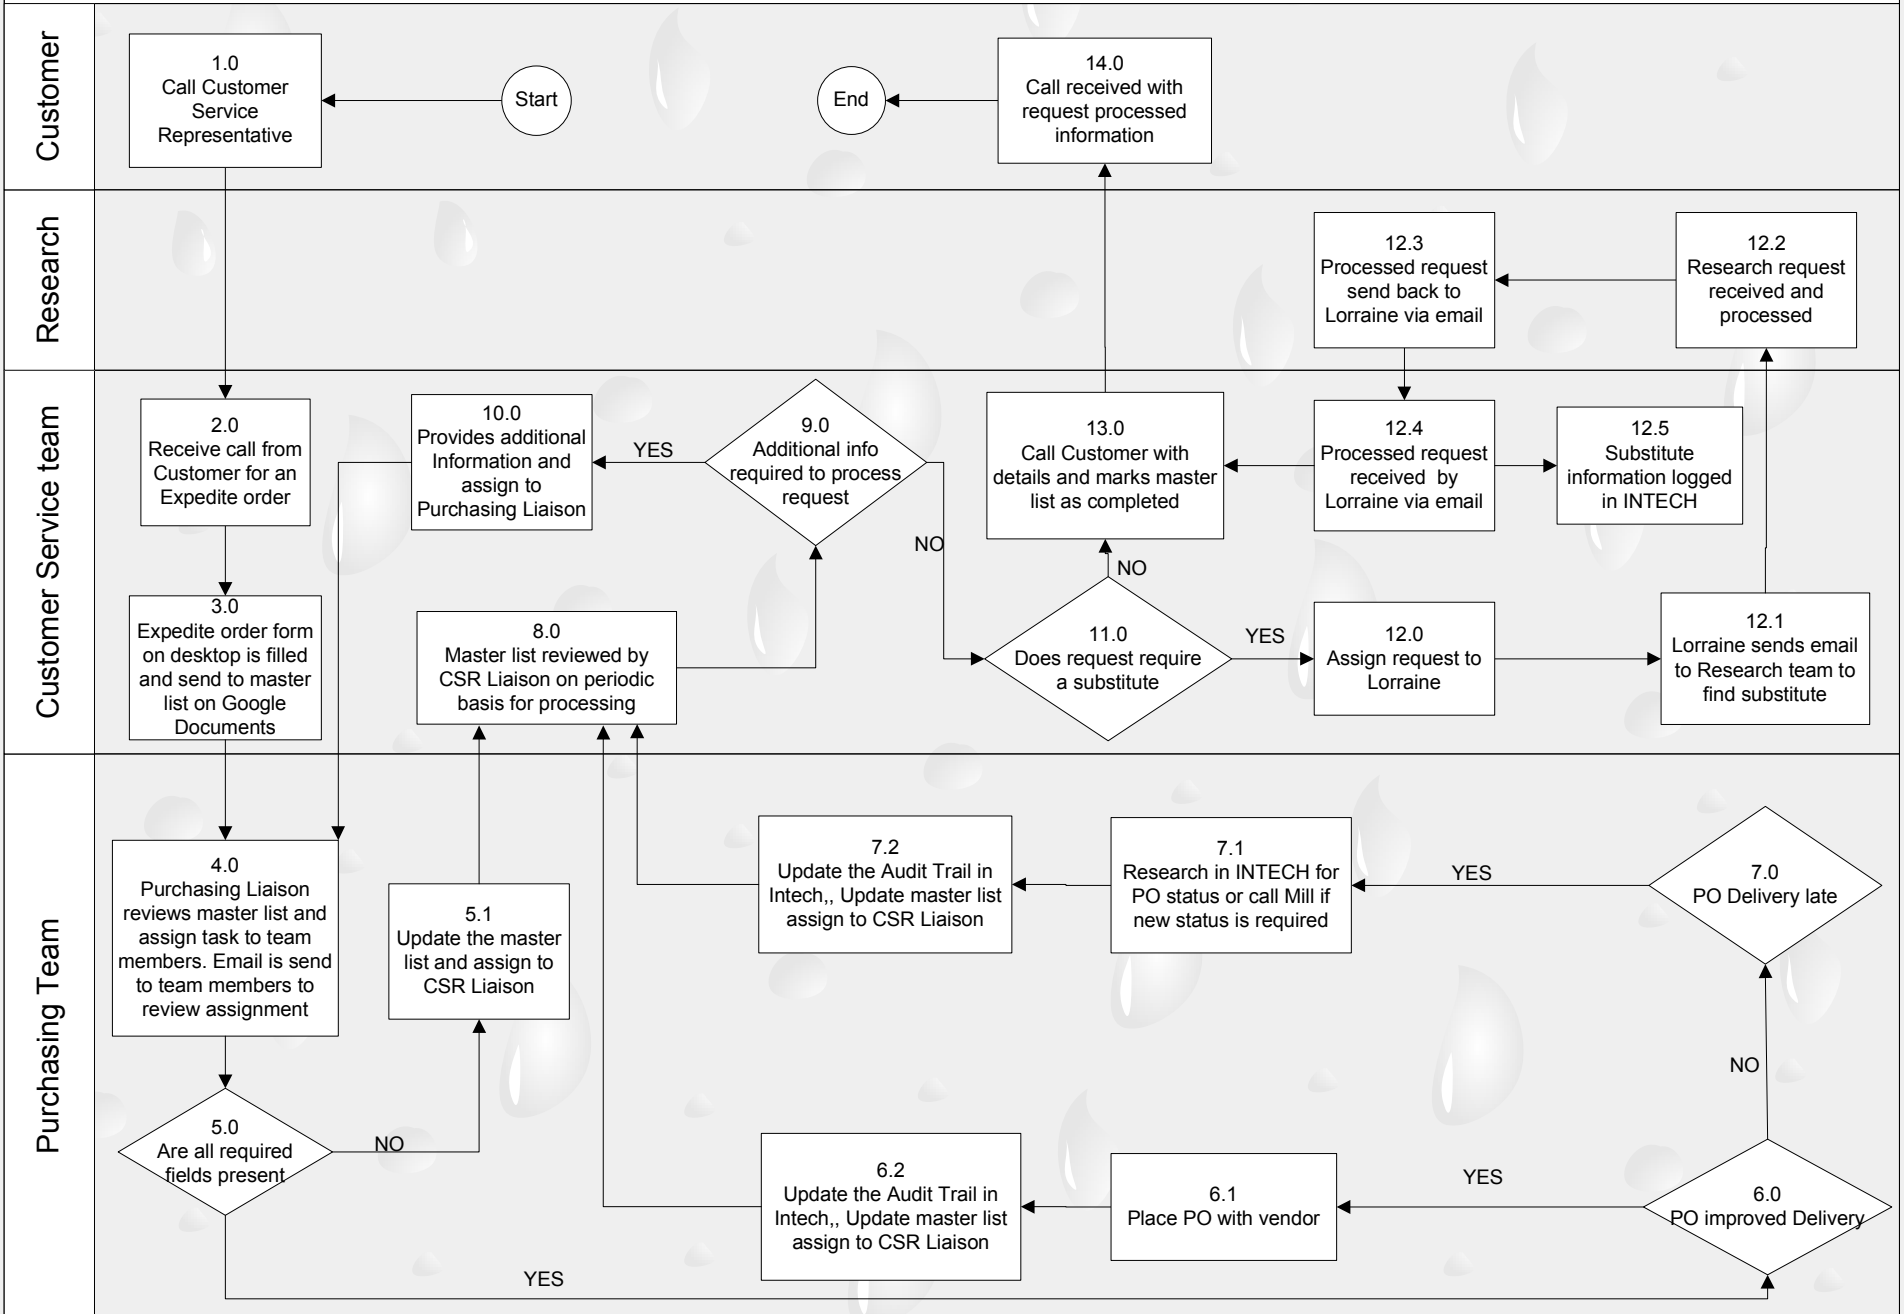 Customer
1.0
Call Customer
Service
Representative
Start
End
14.0
Call received with
request processed
information
Research
12.3
Processed request
send back to
Lorraine via email
12.2
Research request
received and
processed
Customer Service team
2.0
Receive call from
Customer for an
Expedite order
10.0
Provides additional
Information and
assign to
Purchasing Liaison
YES
9.0
Additional info
required to process
request
NO
13.0
Call Customer with
details and marks master
list as completed
12.4
Processed request
received by
Lorraine via email
12.5
Substitute
information logged
in INTECH
3.0
Expedite order form
on desktop is filled
and send to master
list on Google
Documents
8.0
Master list reviewed by
CSR Liaison on periodic
basis for processing
NO
11.0
Does request require
a substitute
YES
12.0
Assign request to
Lorraine
12.1
Lorraine sends email
to Research team to
find substitute
Purchasing Team
4.0
Purchasing Liaison
reviews master list and
assign task to team
members. Email is send
to team members to
review assignment
5.1
Update the master
list and assign to
CSR Liaison
7.2
Update the Audit Trail in
Intech,, Update master list
assign to CSR Liaison
7.1
Research in INTECH for
PO status or call Mill if
new status is required
YES
7.0
PO Delivery late
NO
5.0
Are all required
fields present
NO
6.2
Update the Audit Trail in
Intech,, Update master list
assign to CSR Liaison
6.1
Place PO with vendor
YES
6.0
PO improved Delivery
YES